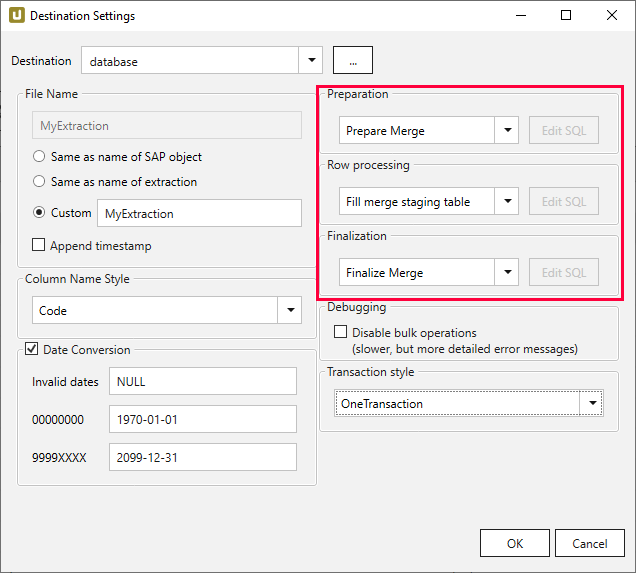 Destination Settings
Destination database ...
File Name
MyExtraction
Same as name of SAP object
Same as name of extraction
Custom MyExtraction
Append timestamp
Column Name Style
Code
Date Conversion
Invalid dates NULL
00000000 1970-01-01
9999XXXX 2099-12-31
Preparation
Prepare Merge Edit SQL
Row processing
Fill merge staging table Edit SQL
Finalization
Finalize Merge Edit SQL
Debugging
Disable bulk operations
(slower, but more detailed error messages)
Transaction style
OneTransaction
OK Cancel